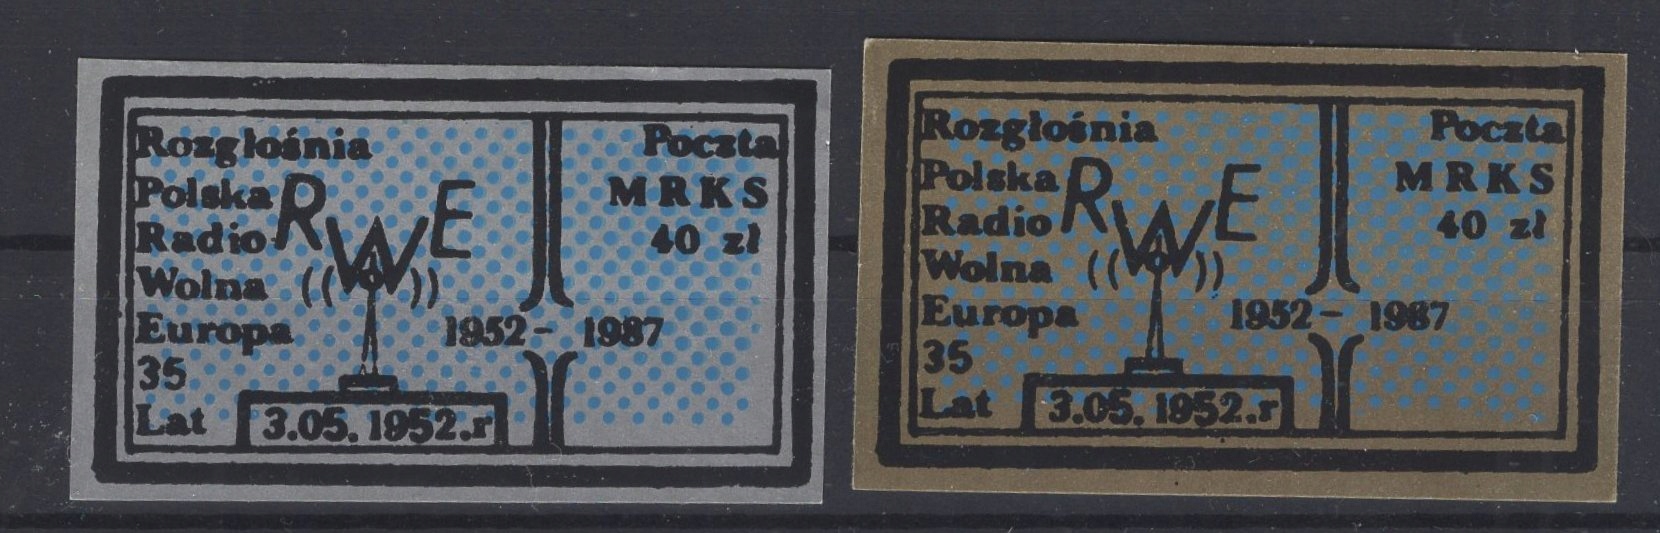 Rozgłośnia
Polska
Radio
Wolna
Europa
35
Lat
RWE
((
))
1952 - 1987
3.05.1952.r
Poczta
MRKS
40 zł
Rozgłośnia
Polska
Radio
Wolna
Europa
35
Lat
RWE
((
))
1952 - 1987
3.05.1952.r
Poczta
MRKS
40 zł